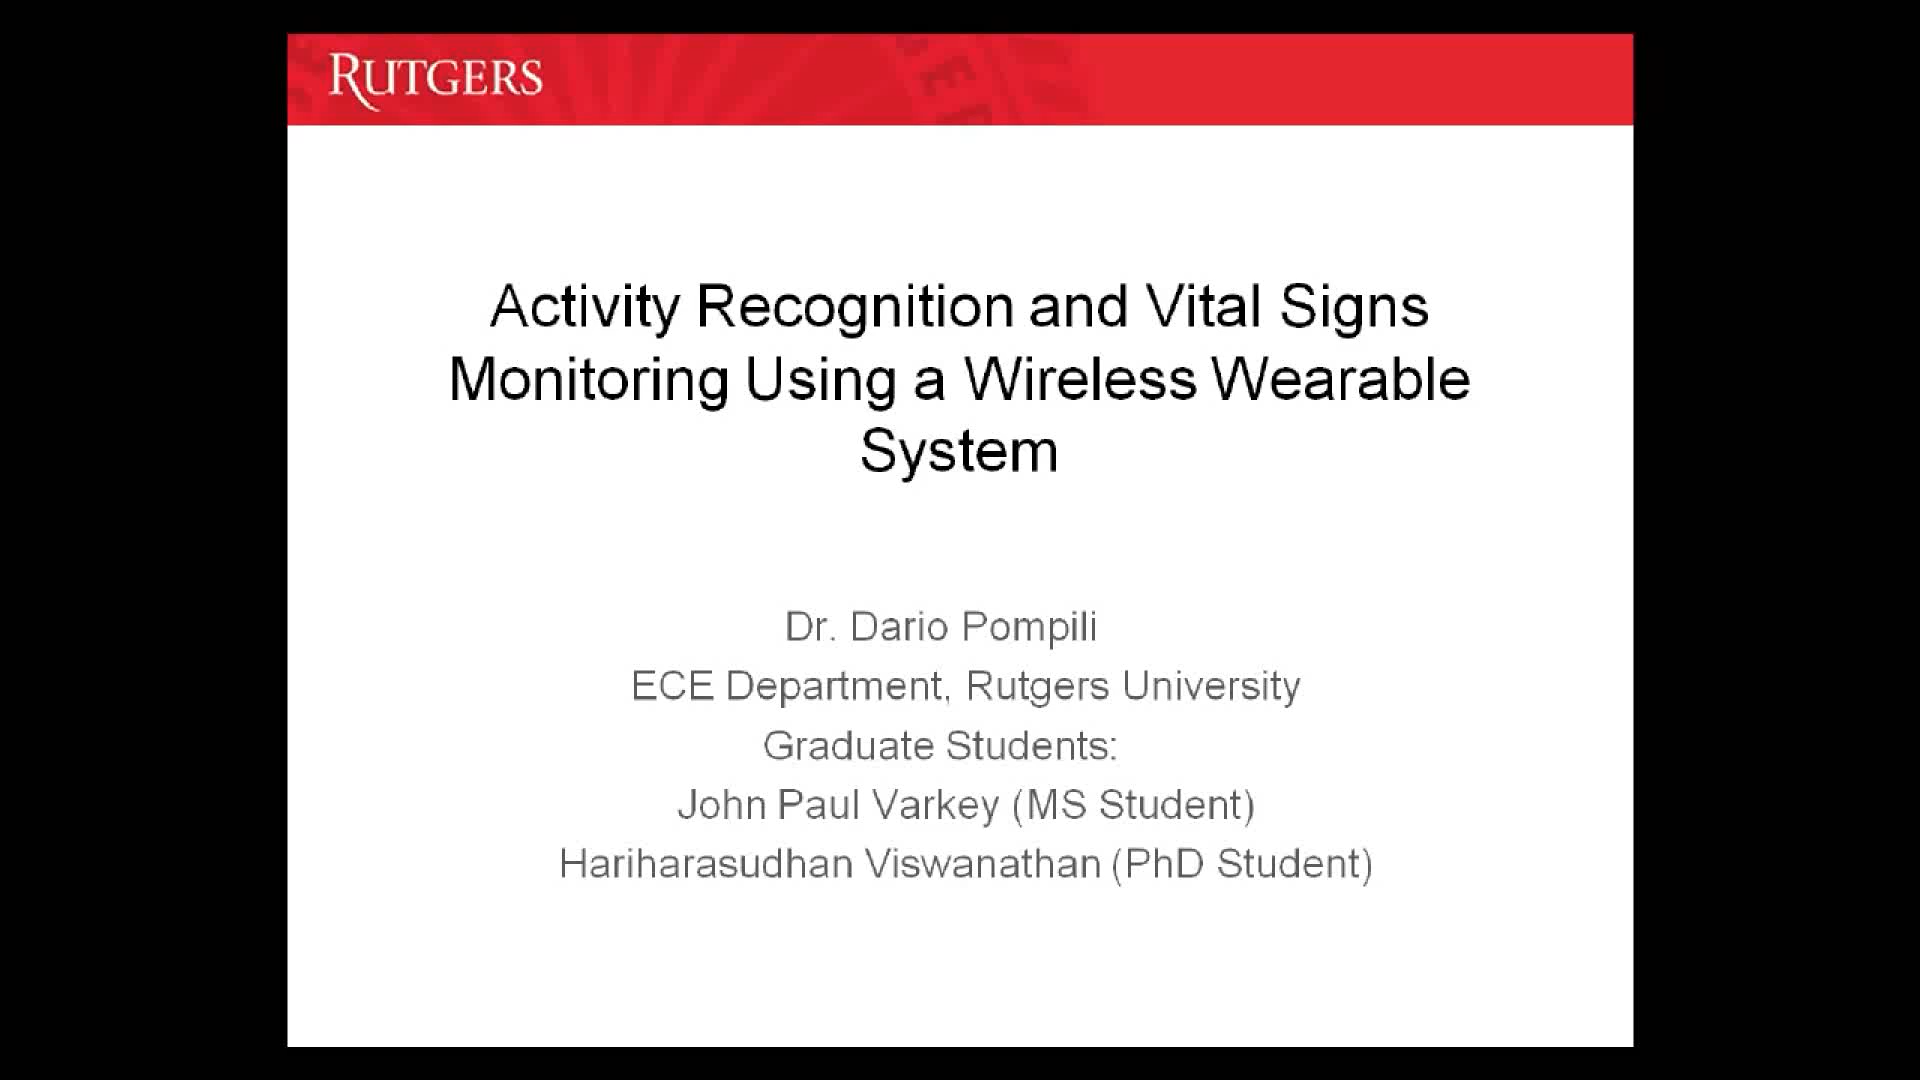 RUTGERS
Activity Recognition and Vital Signs
Monitoring Using a Wireless Wearable
System
Dr. Dario Pompili
ECE Department, Rutgers University
Graduate Students:
John Paul Varkey (MS Student)
Hariharasudhan Viswanathan (PhD Student)